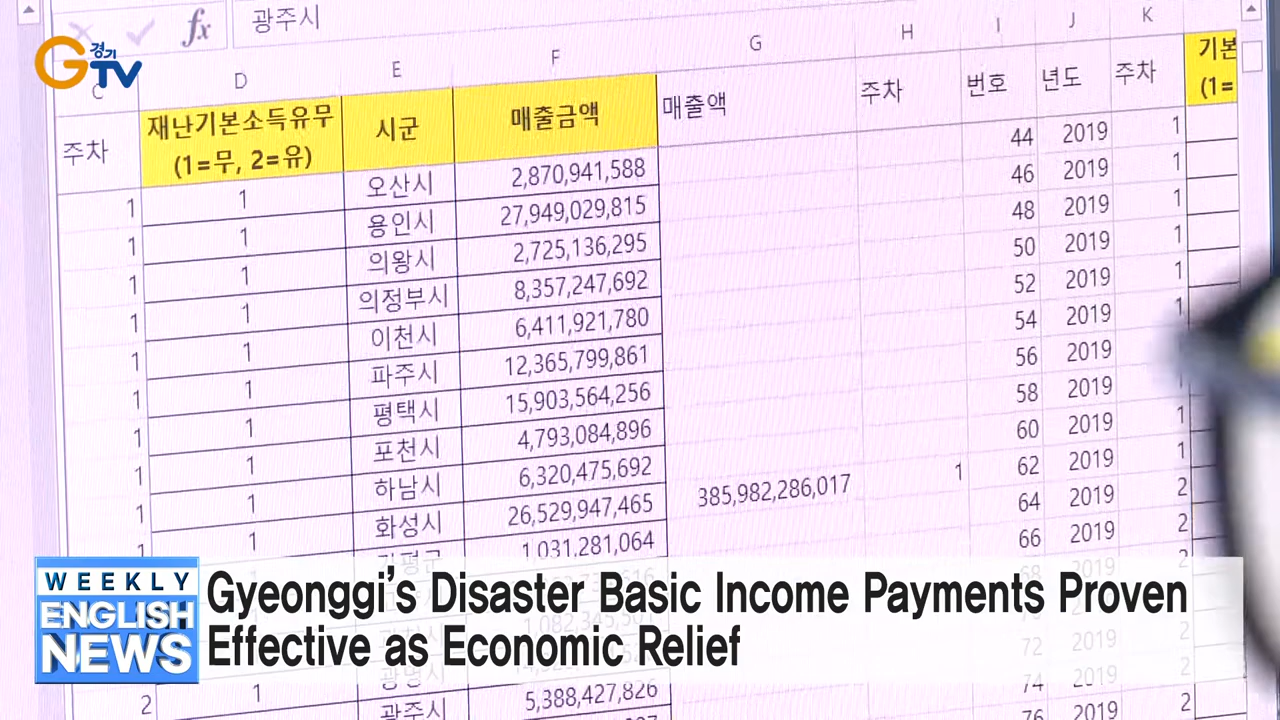 fx 광주시
경기
GTV
C D E F G H I J K
주차 재난기본소득유무 시군 매출금액 매출액 주차 번호 년도 주차 기본
(1=무, 2=유) (1=
1 1 오산시 2,870,941,588 44 2019 1
1 1 용인시 27,949,029,815 46 2019 1
1 1 의왕시 2,725,136,295 48 2019 1
1 1 의정부시 8,357,247,692 50 2019 1
1 1 이천시 6,411,921,780 52 2019 1
1 1 파주시 12,365,799,861 54 2019 1
1 1 평택시 15,903,564,256 56 2019
1 1 포천시 4,793,084,896 58 2019
1 1 하남시 6,320,475,692 60 2019 1
1 1 화성시 26,529,947,465 385,982,286,017 1 62 2019 1
1,031,281,064 64 2019 2
66 2019 2
72 2019 2
74 2019 2
2 1 광주시 5,388,427,826 76 2019 2
WEEKLY
ENGLISH
NEWS
Gyeonggi's Disaster Basic Income Payments Proven
Effective as Economic Relief